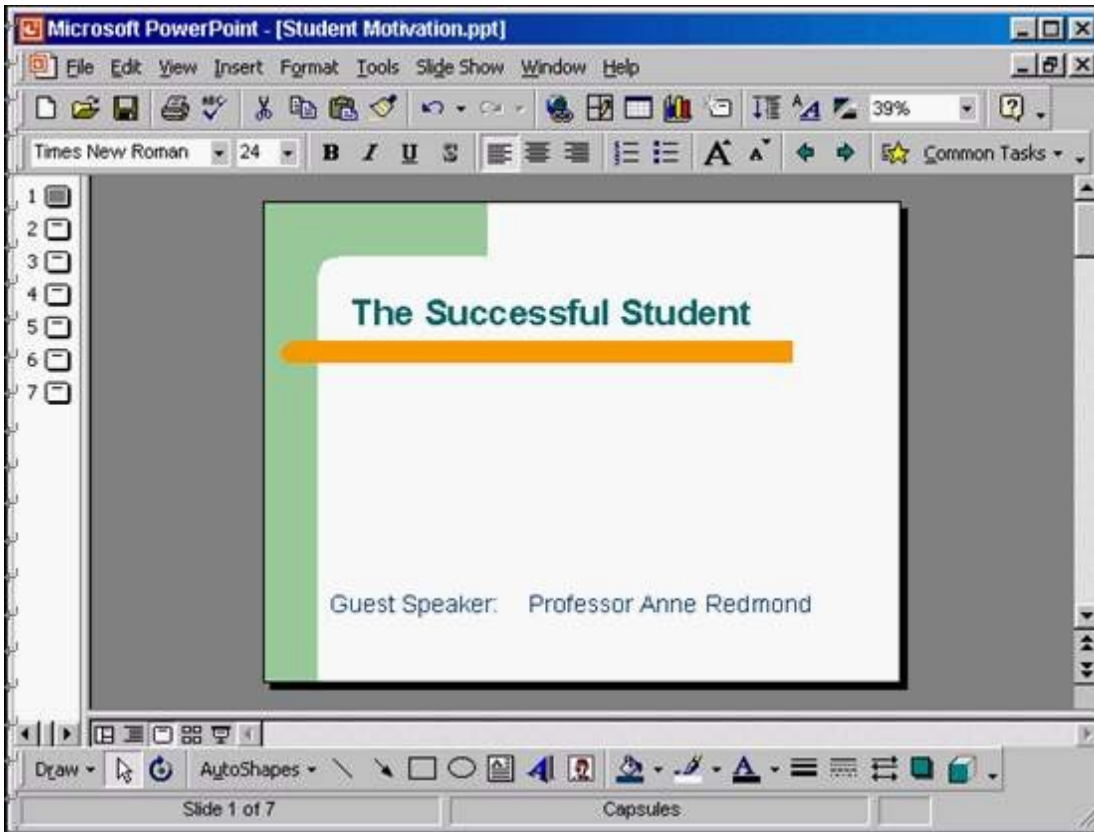 Microsoft PowerPoint - [Student Motivation.ppt]
File Edit View Insert Format Tools Slide Show Window Help
ABC 39%
Times New Roman 24 B I U S A A Common Tasks
1
2
3
4
5
6
7
The Successful Student
Guest Speaker: Professor Anne Redmond
Draw AutoShapes
Slide 1 of 7 Capsules